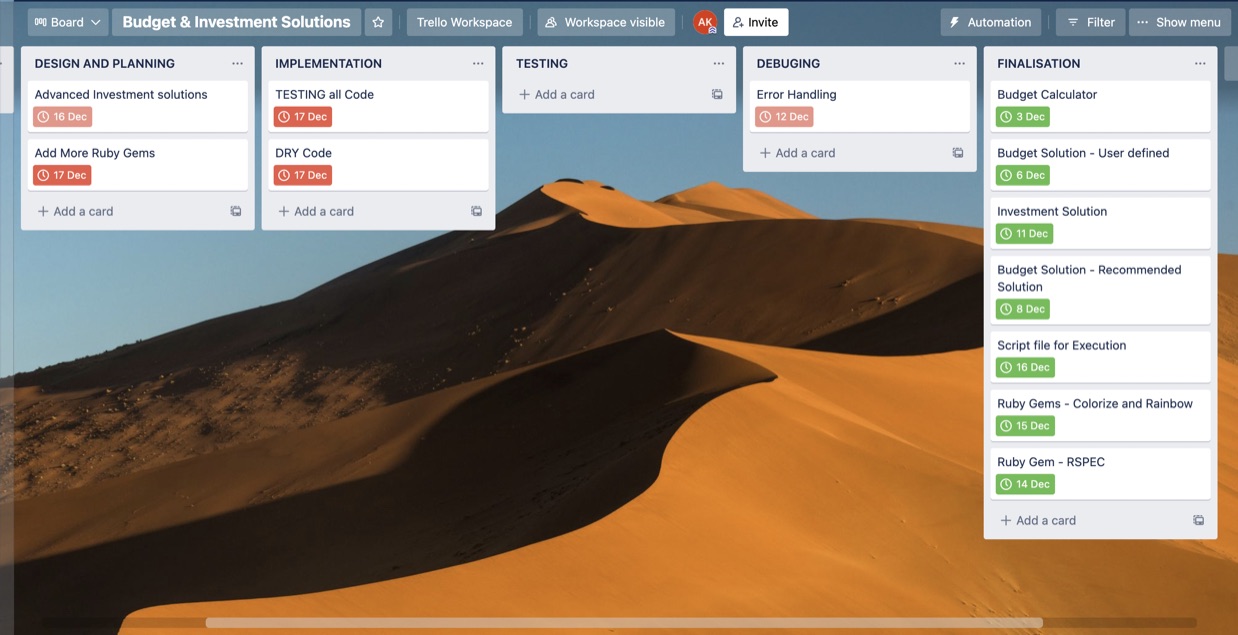 Board
Budget & Investment Solutions
Trello Workspace
Workspace visible
AK
Invite
Automation
Filter
··· Show menu
DESIGN AND PLANNING ···
Advanced Investment solutions
16 Dec
Add More Ruby Gems
17 Dec
+ Add a card
IMPLEMENTATION ···
TESTING all Code
17 Dec
DRY Code
17 Dec
+ Add a card
TESTING ···
+ Add a card
DEBUGING ···
Error Handling
12 Dec
+ Add a card
FINALISATION ···
Budget Calculator
3 Dec
Budget Solution - User defined
6 Dec
Investment Solution
11 Dec
Budget Solution - Recommended
Solution
8 Dec
Script file for Execution
16 Dec
Ruby Gems - Colorize and Rainbow
15 Dec
Ruby Gem - RSPEC
14 Dec
+ Add a card